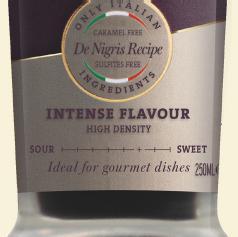 ONLY ITALIAN
CARAMEL FREE
De Nigris Recipe
SULFITES FREE
INGREDIENTS
INTENSE FLAVOUR
HIGH DENSITY
SOUR SWEET
Ideal for gourmet dishes 250ML